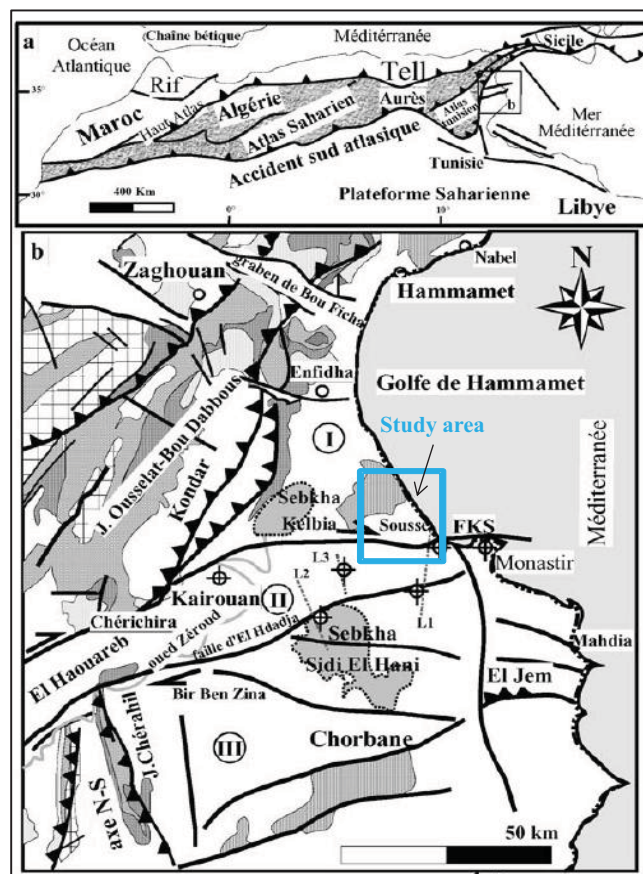 a
Océan
Atlantique
Chaîne bétique
Méditérranée
Sicile
35°
Rif
Tell
Maroc
Haut Atlas
Algérie
Aurès
Atlas tunisien
b
Atlas Saharien
Accident sud atlasique
Mer
Méditérranée
Tunisie
30°
400 Km
Plateforme Saharienne
Libye
0°
10°
b
Nabel
Zaghouan
graben de Bou Ficha
Hammamet
N
Enfidha
Golfe de Hammamet
Study area
J. Ousselat-Bou Dabbous
Kondar
I
Méditérranée
Sebkha
Kelbia
Sousse
FKS
Monastir
L3
L2
Kairouan
II
L1
Chérichira
oued Zéroud
faille d'El Hdadja
Sebkha
Sidi El Hani
Mahdia
El Haouareb
El Jem
Bir Ben Zina
J.Chérahil
III
Chorbane
axe N-S
50 km